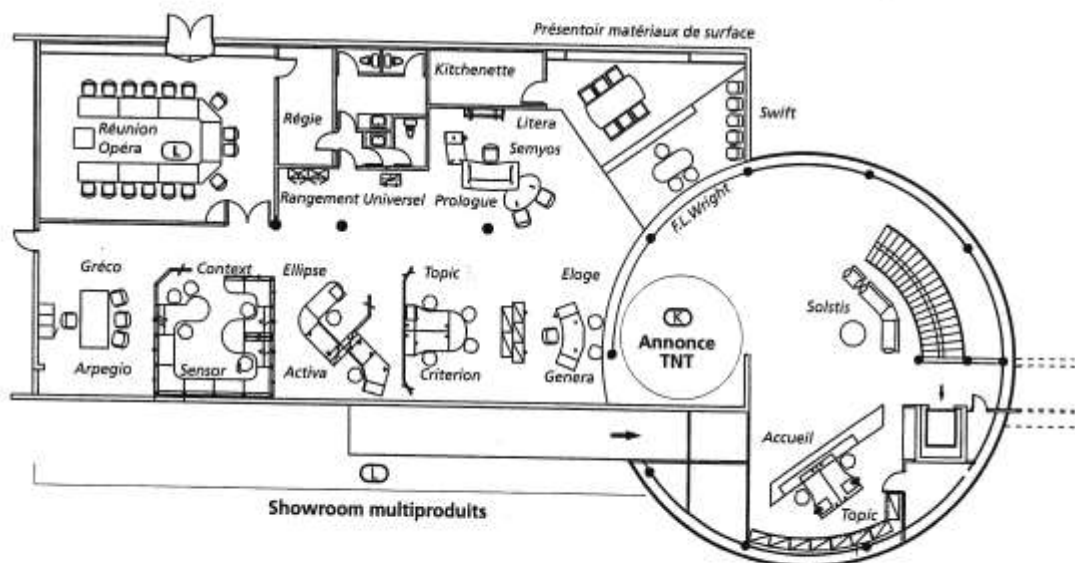 Présentoir matériaux de surface
Kitchenette
Swift
Litera
Régie
Réunion
Opéra
L
Semyos
Rangement Universel
Prologue
F.L.Wright
Gréco
Context
Ellipse
Topic
Eloge
Solstis
K
Annonce
TNT
Arpegio
Sensor
Activa
Criterion
Genera
Accueil
L
Showroom multiproduits
Topic